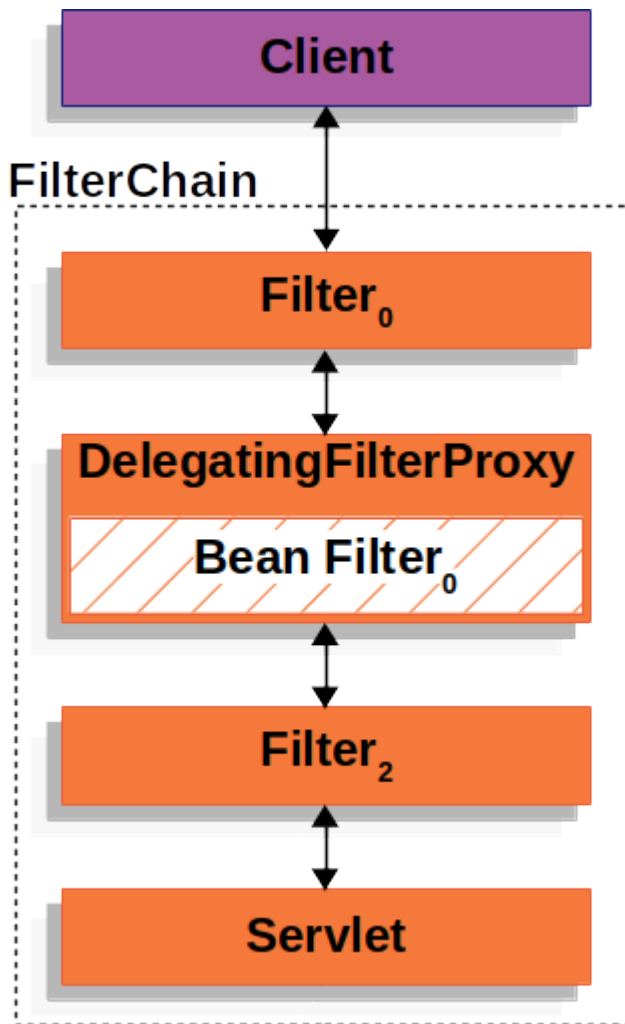 Client
FilterChain
Filter₀
DelegatingFilterProxy
Bean Filter₀
Filter₂
Servlet